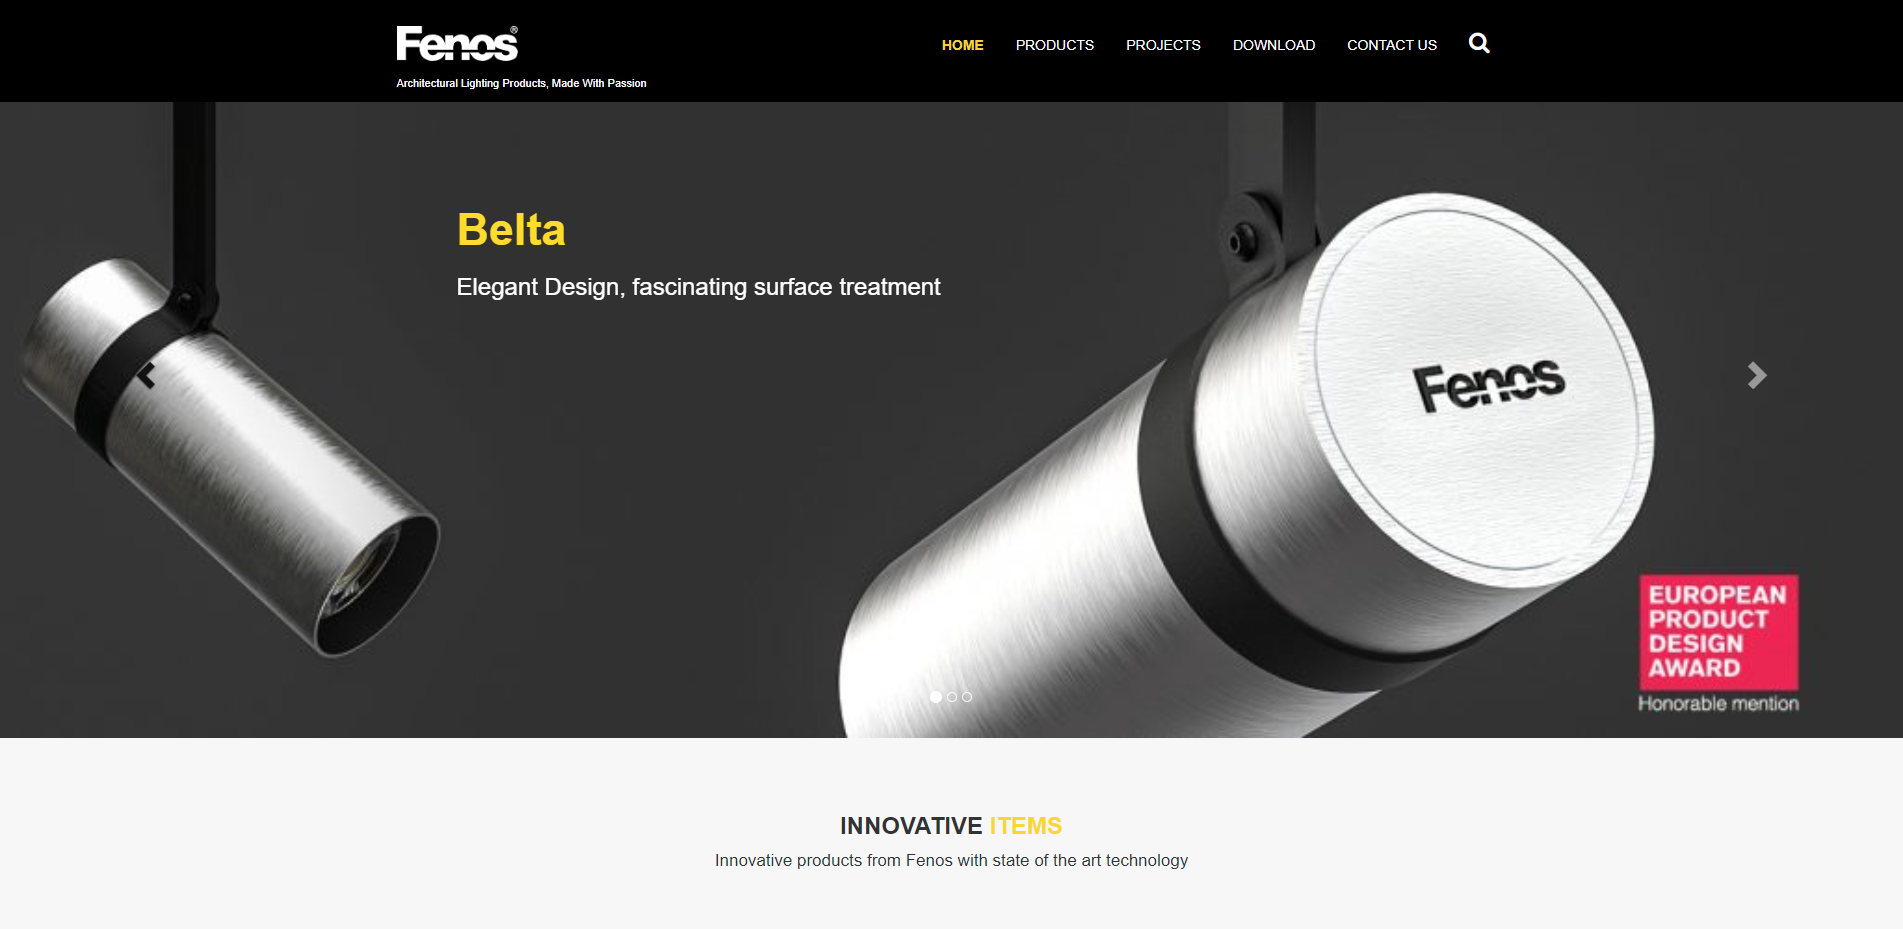 Fenos®
Architectural Lighting Products, Made With Passion
HOME
PRODUCTS
PROJECTS
DOWNLOAD
CONTACT US
Belta
Elegant Design, fascinating surface treatment
Fenos
EUROPEAN
PRODUCT
DESIGN
AWARD
Honorable mention
INNOVATIVE ITEMS
Innovative products from Fenos with state of the art technology